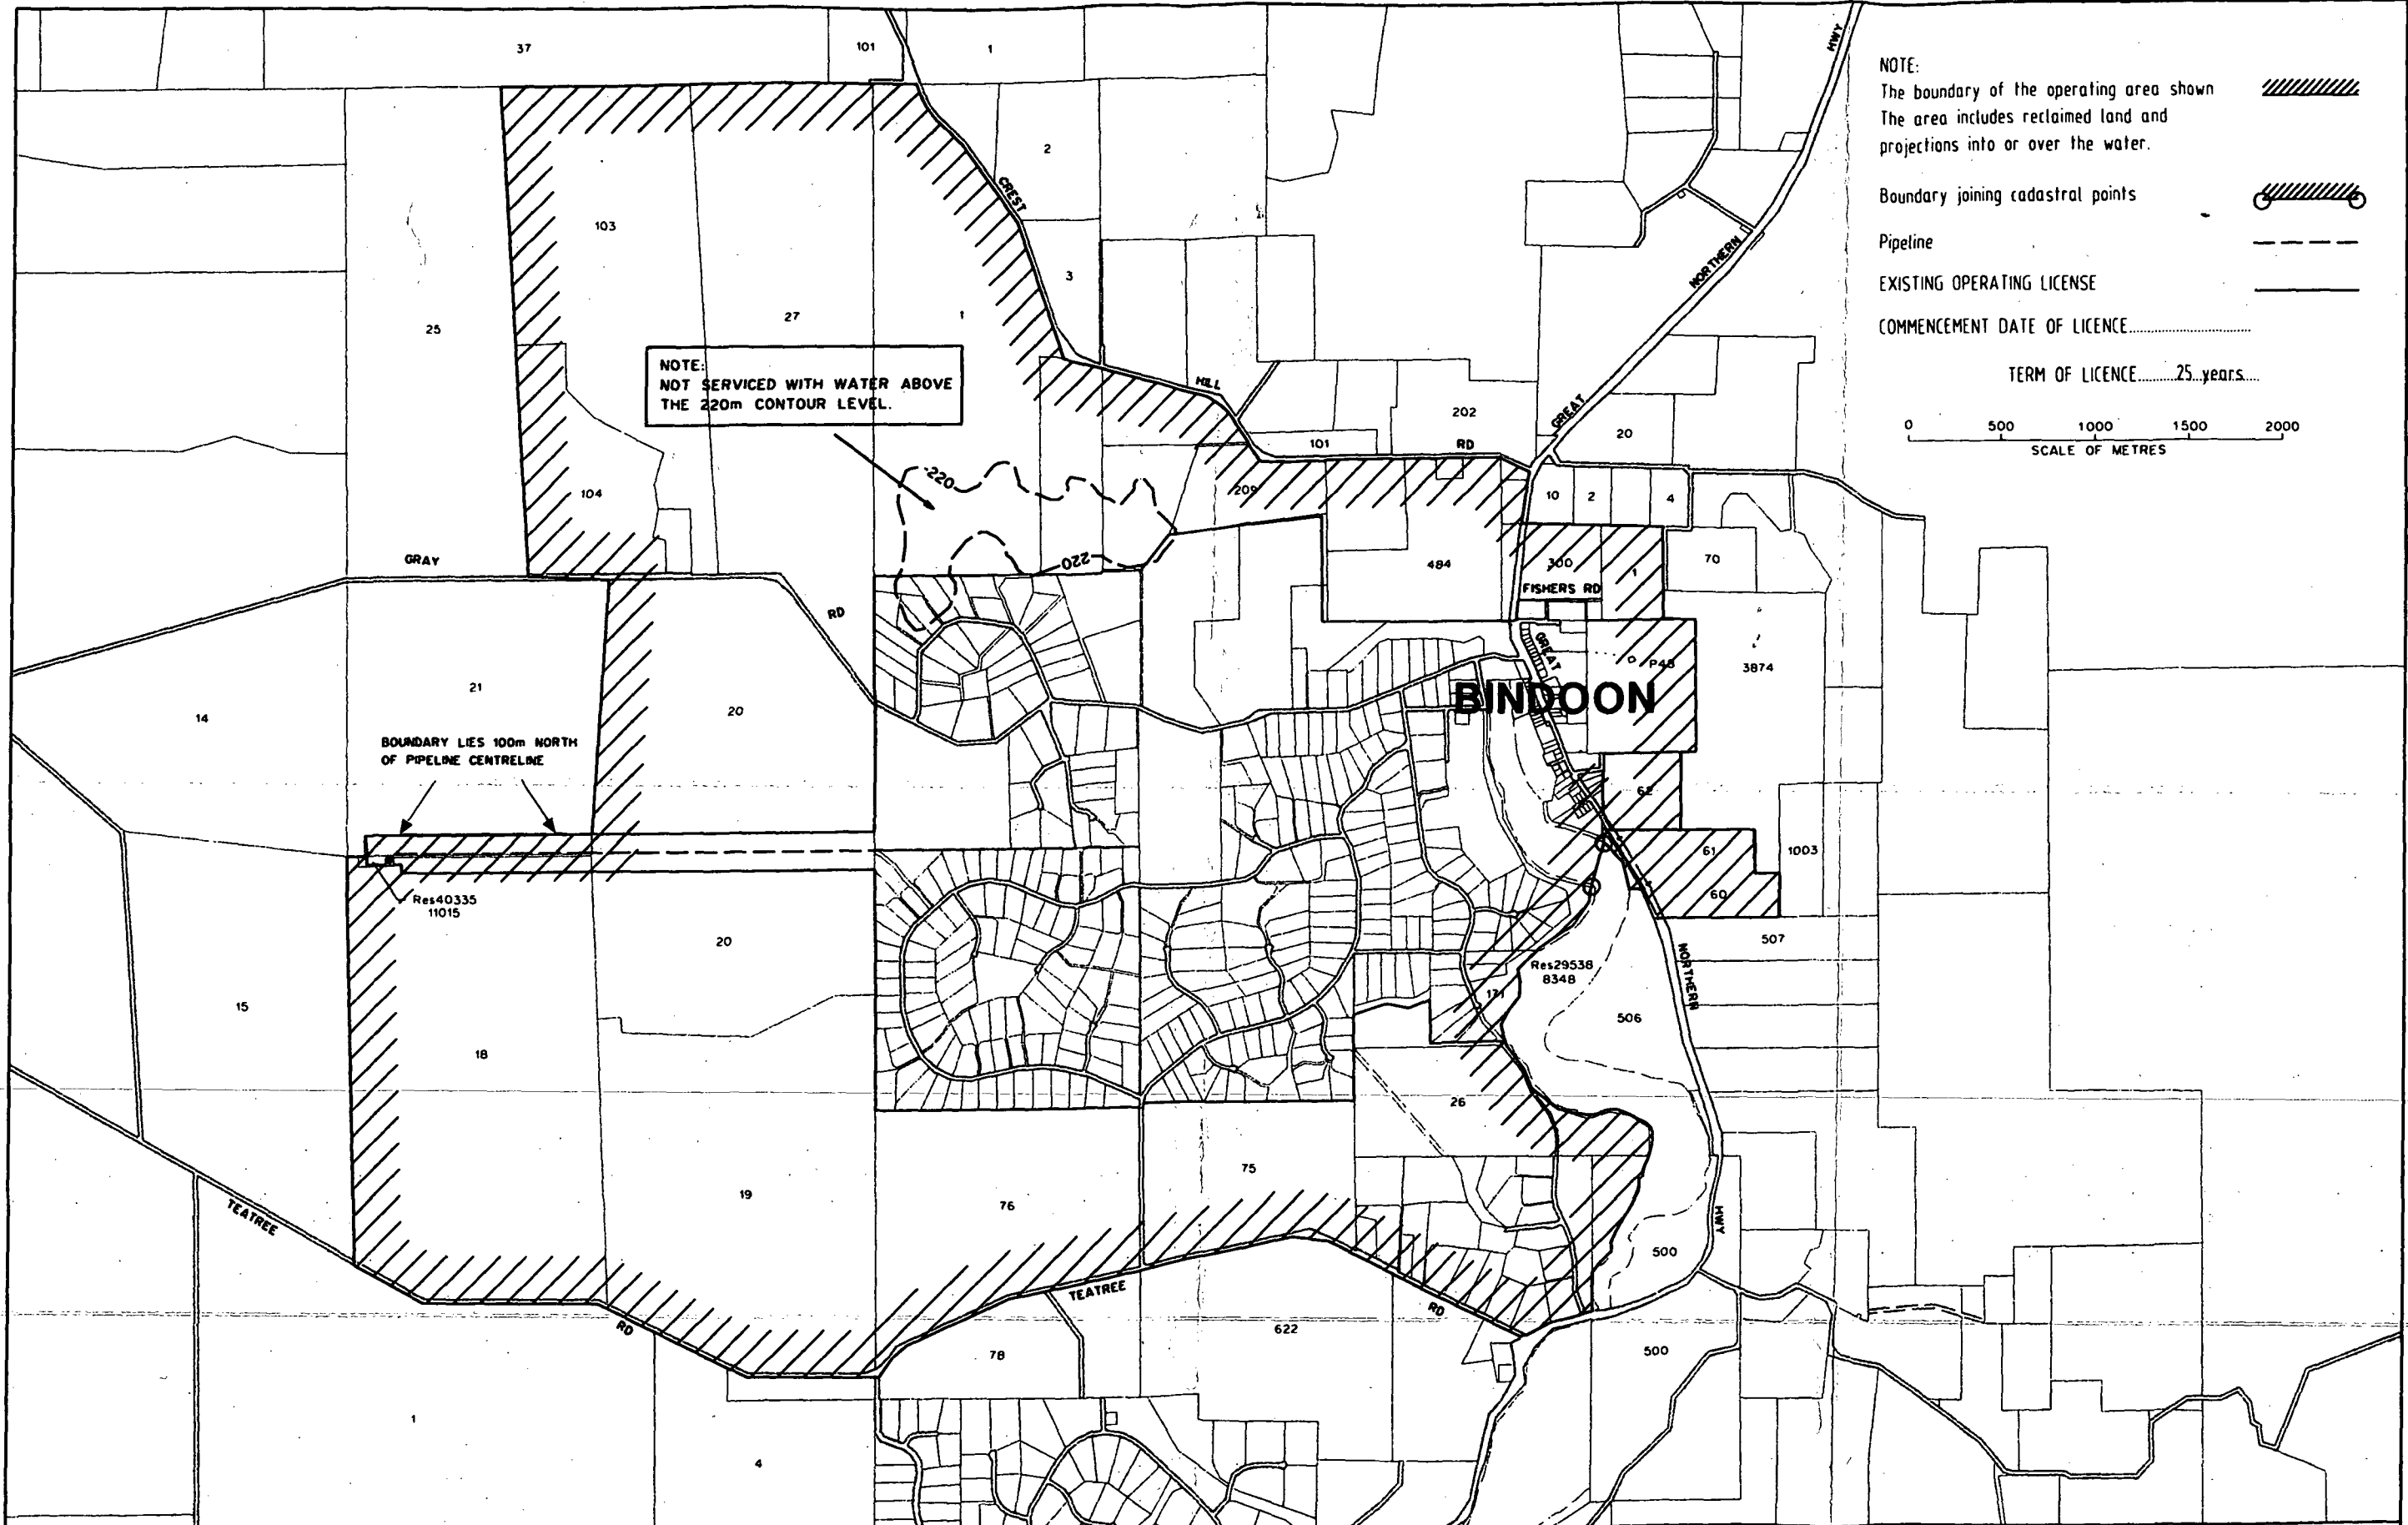 37
101
1
HWY
NOTE:
The boundary of the operating area shown
The area includes reclaimed land and
projections into or over the water.
Boundary joining cadastral points
Pipeline
EXISTING OPERATING LICENSE
COMMENCEMENT DATE OF LICENCE..............................
TERM OF LICENCE.........25 years....
0 500 1000 1500 2000
SCALE OF METRES
2
CREST
103
3
NORTHERN
25
27
1
NOTE:
NOT SERVICED WITH WATER ABOVE
THE 220m CONTOUR LEVEL.
HILL
202
GREAT
20
101
RD
220
209
104
10
2
4
GRAY
220
484
300
1
70
FISHERS RD
RD
GREAT
P45
3874
21
20
14
BINDOON
BOUNDARY LIES 100m NORTH
OF PIPELINE CENTRELINE
62
61
1003
60
Res40335
11015
20
507
NORTHERN
Res29538
8348
15
171
506
18
26
75
19
76
TEATREE
HWY
500
TEATREE
RD
RD
622
78
500
1
4